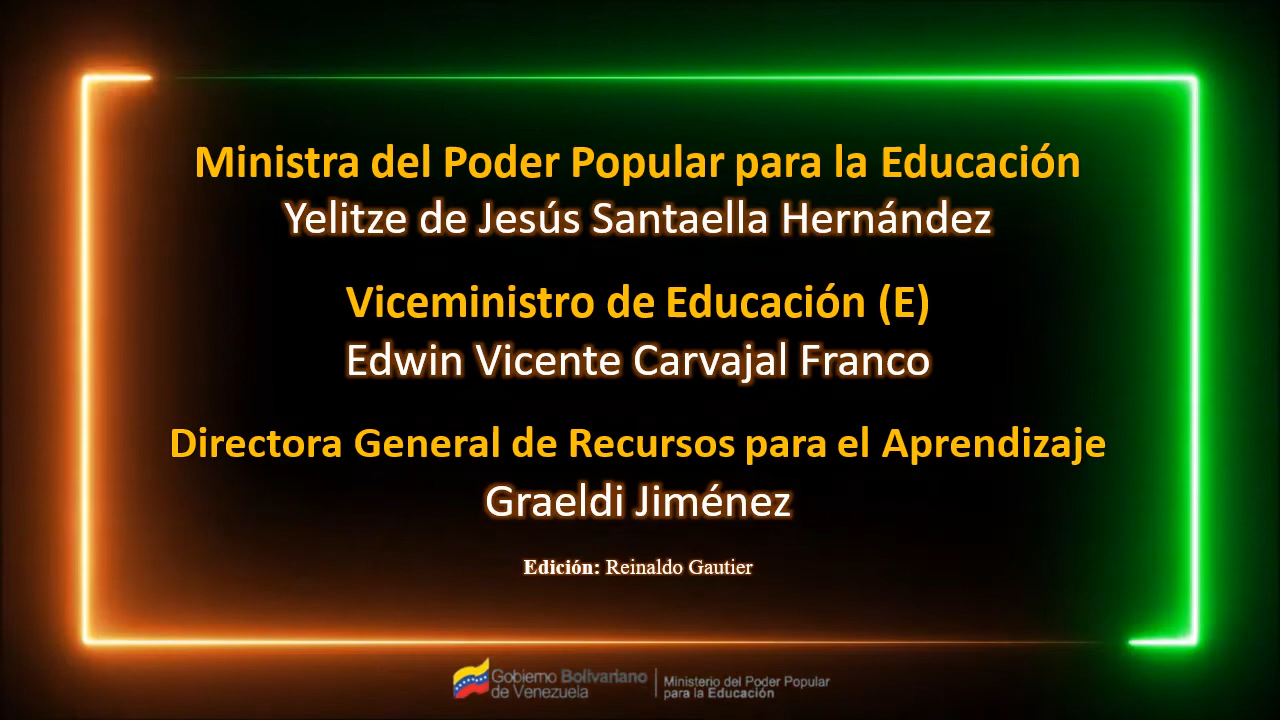 Ministra del Poder Popular para la Educación
Yelitze de Jesús Santaella Hernández
Viceministro de Educación (E)
Edwin Vicente Carvajal Franco
Directora General de Recursos para el Aprendizaje
Graeldi Jiménez
Edición: Reinaldo Gautier
Gobierno Bolivariano
de Venezuela
Ministerio del Poder Popular
para la Educación